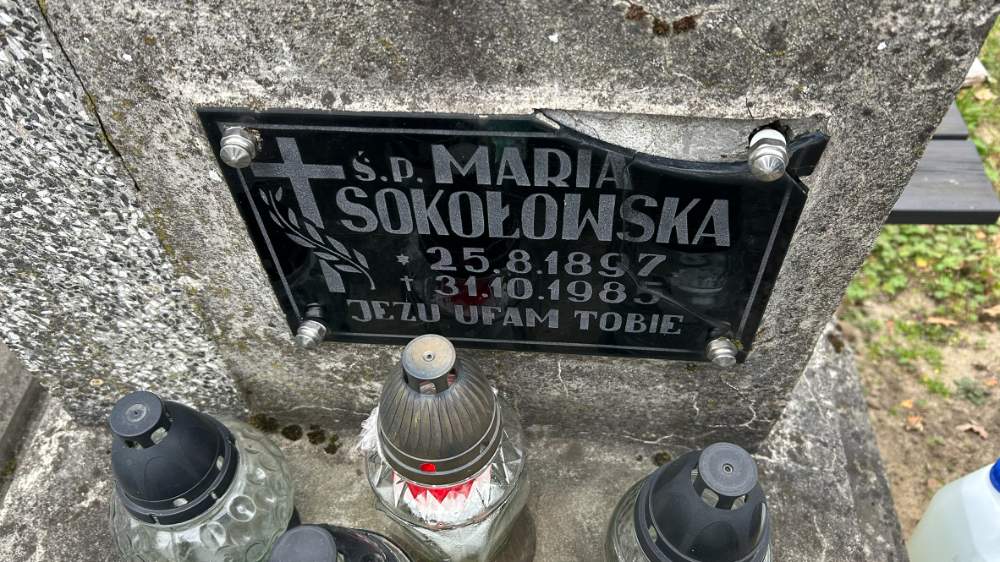 Ś.P. MARIA
SOKOŁOWSKA
* 25.8.1897
† 31.10.1985
JEZU UFAM TOBIE